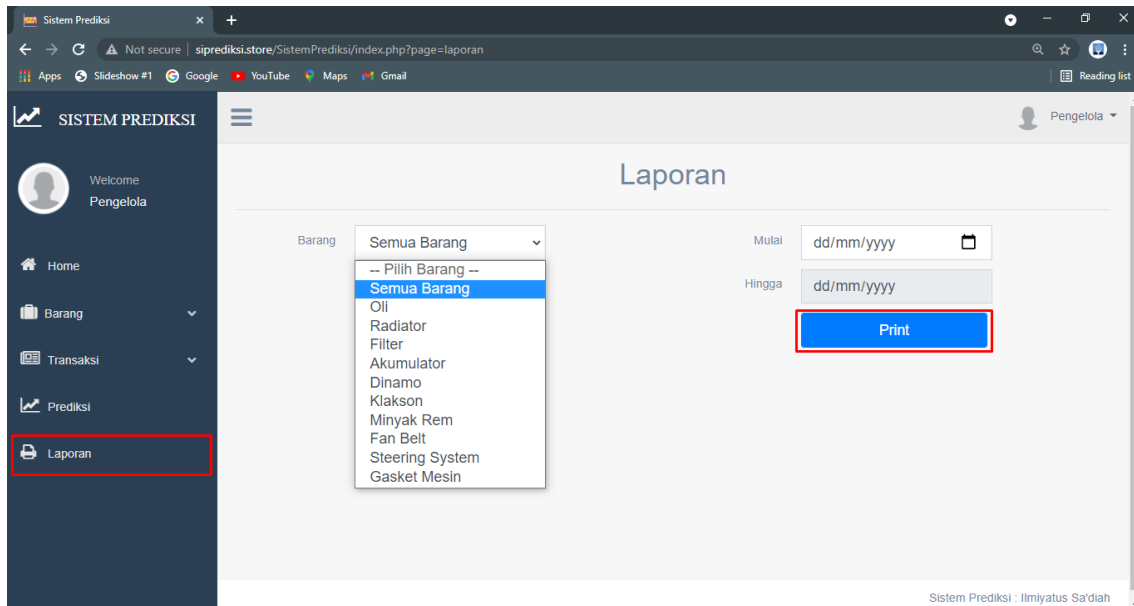 Sistem Prediksi
Not secure | siprediksi.store/SistemPrediksi/index.php?page=laporan
Apps Slideshow #1 Google YouTube Maps Gmail Reading list
SISTEM PREDIKSI
Pengelola
Welcome
Pengelola
Home
Barang
Transaksi
Prediksi
Laporan
Laporan
Barang
Semua Barang
-- Pilih Barang --
Semua Barang
Oli
Radiator
Filter
Akumulator
Dinamo
Klakson
Minyak Rem
Fan Belt
Steering System
Gasket Mesin
Mulai
dd/mm/yyyy
Hingga
dd/mm/yyyy
Print
Sistem Prediksi : Ilmiyatus Sa'diah